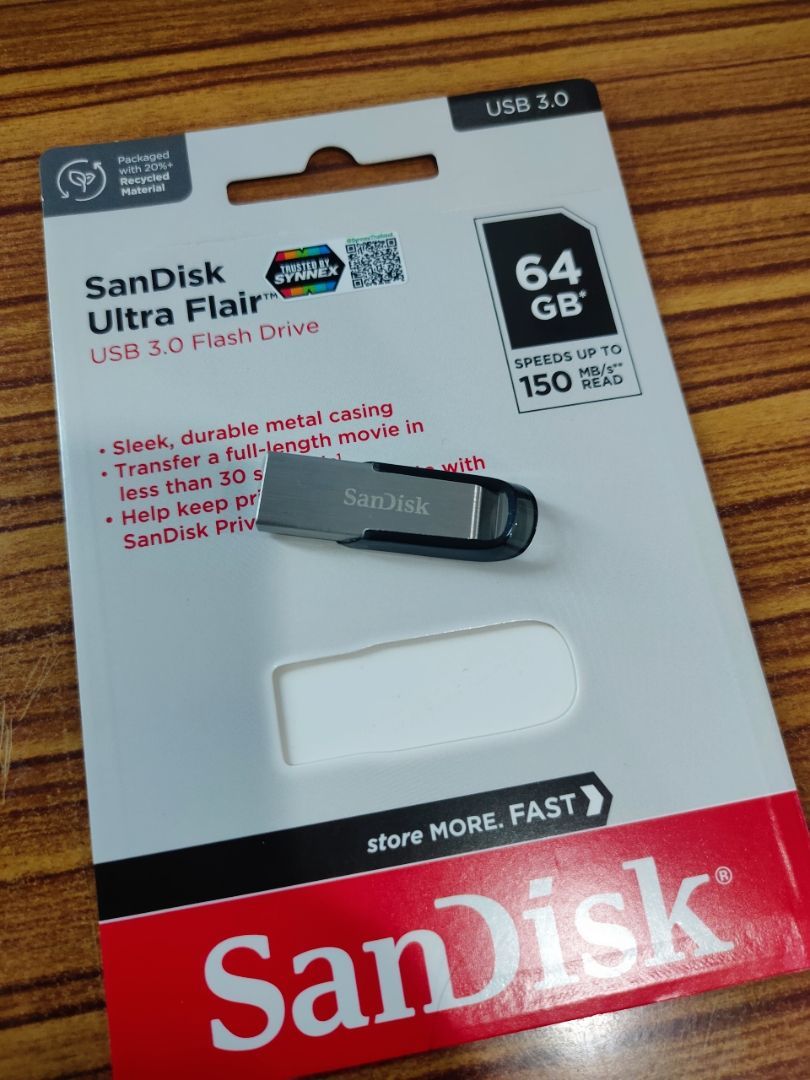 USB 3.0
Packaged
with 20%+
Recycled
Material
TRUSTED BY
SYNNEX
@SynnexThailand
SanDisk
Ultra Flair™
USB 3.0 Flash Drive
64
GB*
SPEEDS UP TO
150 MB/s** READ
• Sleek, durable metal casing
• Transfer a full-length movie in
less than 30 with
• Help keep
SanDisk
SanDisk
store MORE. FAST
SanDisk®